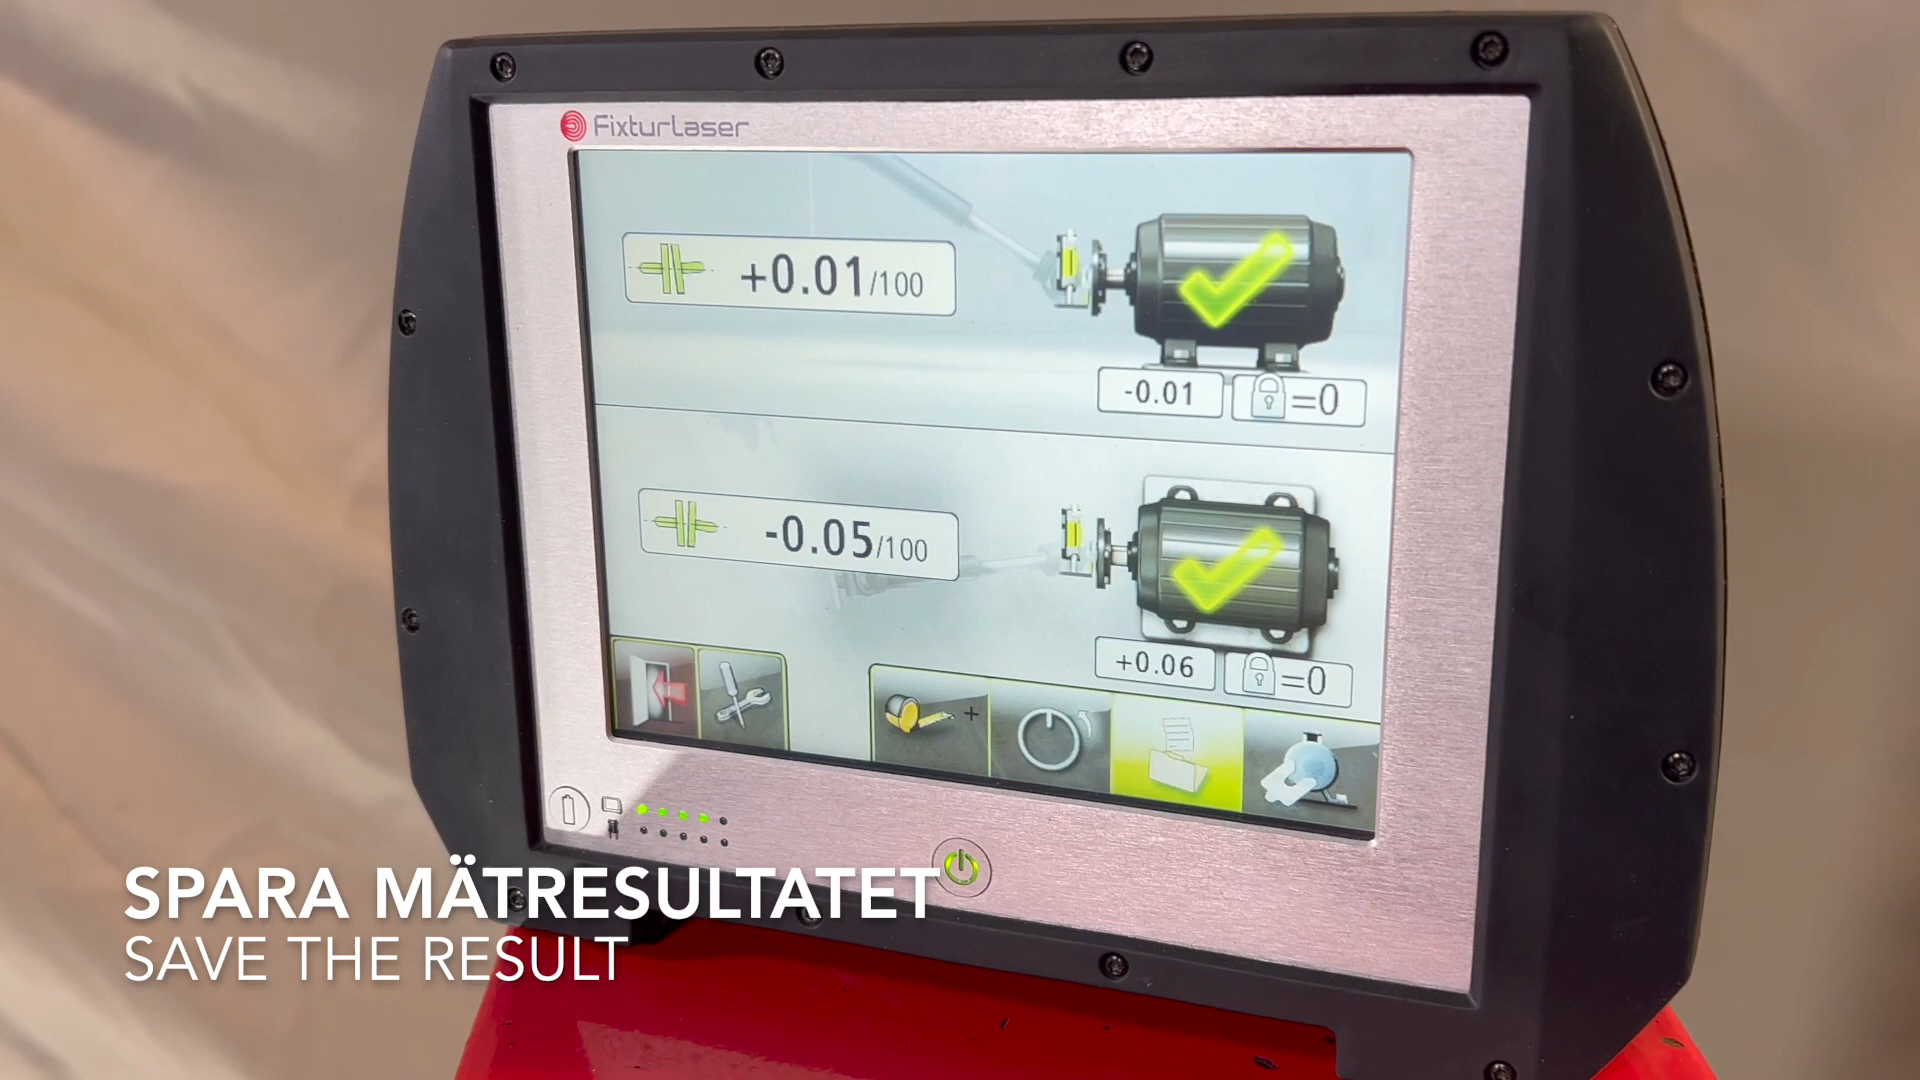 FixturLaser
+0.01/100
-0.01
=0
-0.05/100
+0.06
=0
+
SPARA MÄTRESULTATET
SAVE THE RESULT